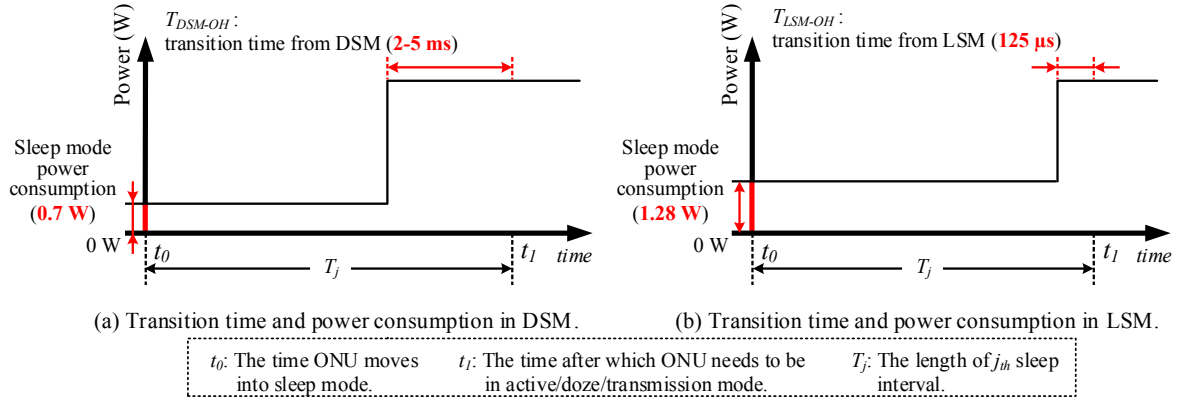 Power (W)
T_DSM-OH :
transition time from DSM (2-5 ms)
Sleep mode
power
consumption
(0.7 W)
0 W
t0
t1
time
Tj
(a) Transition time and power consumption in DSM.
Power (W)
T_LSM-OH :
transition time from LSM (125 μs)
Sleep mode
power
consumption
(1.28 W)
0 W
t0
t1
time
Tj
(b) Transition time and power consumption in LSM.
t0: The time ONU moves
into sleep mode.
t1: The time after which ONU needs to be
in active/doze/transmission mode.
Tj: The length of jth sleep
interval.